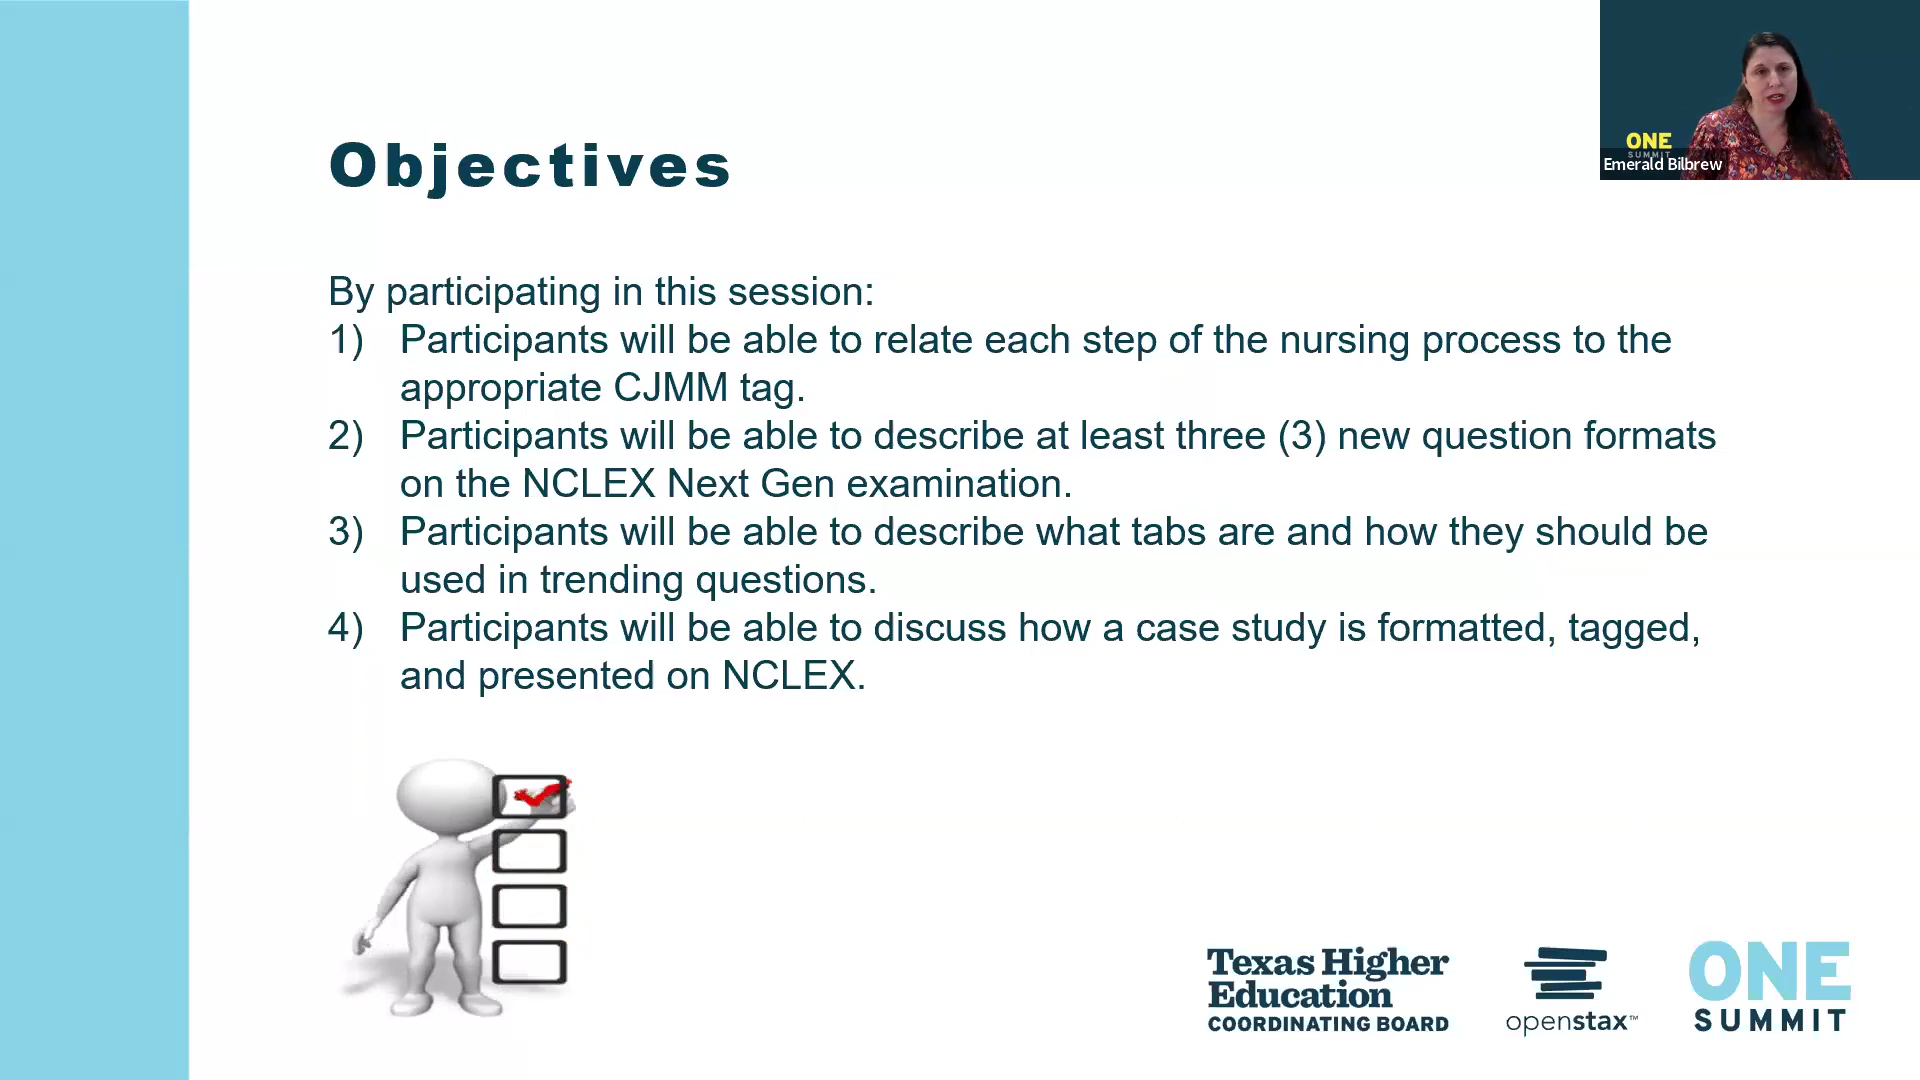 Objectives
By participating in this session:
1) Participants will be able to relate each step of the nursing process to the
appropriate CJMM tag.
2) Participants will be able to describe at least three (3) new question formats
on the NCLEX Next Gen examination.
3) Participants will be able to describe what tabs are and how they should be
used in trending questions.
4) Participants will be able to discuss how a case study is formatted, tagged,
and presented on NCLEX.
ONE
SUMMIT
Emerald Bilbrew
Texas Higher
Education
COORDINATING BOARD
openstax™
ONE
SUMMIT